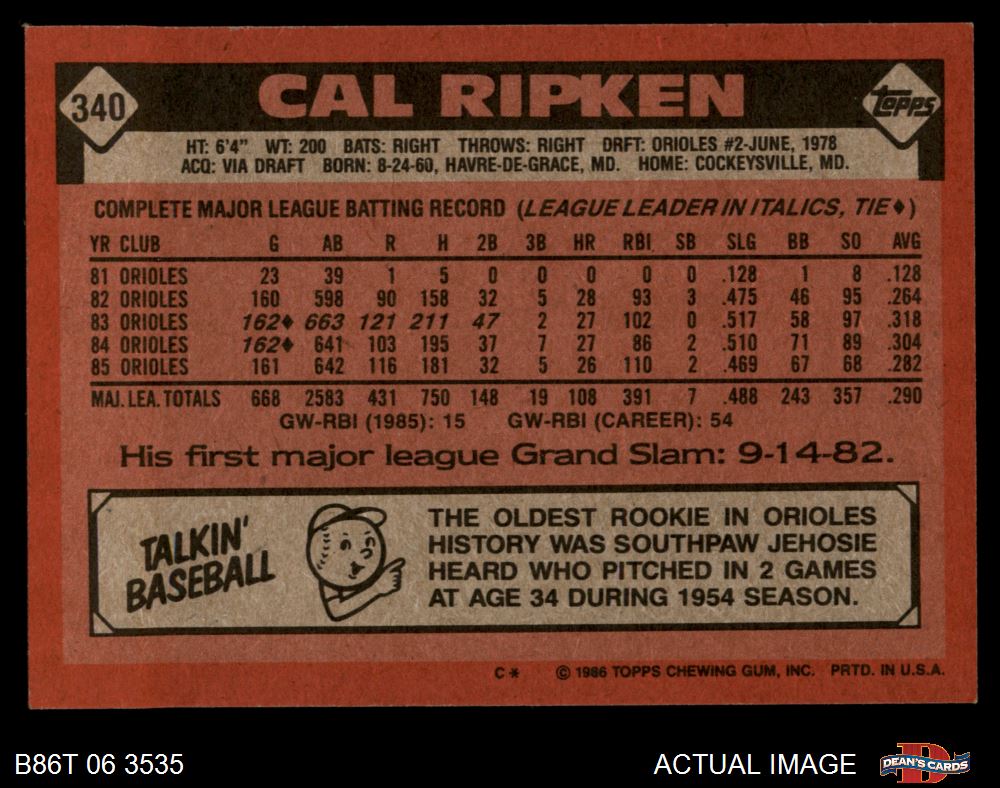 340 CAL RIPKEN Topps
HT: 6'4" WT: 200 BATS: RIGHT THROWS: RIGHT DRFT: ORIOLES #2-JUNE, 1978
ACQ: VIA DRAFT BORN: 8-24-60, HAVRE-DE-GRACE, MD. HOME: COCKEYSVILLE, MD.
COMPLETE MAJOR LEAGUE BATTING RECORD (LEAGUE LEADER IN ITALICS, TIE♦)
YR CLUB G AB R H 2B 3B HR RBI SB SLG BB SO AVG
81 ORIOLES 23 39 1 5 0 0 0 0 0 .128 1 8 .128
82 ORIOLES 160 598 90 158 32 5 28 93 3 .475 46 95 .264
83 ORIOLES 162♦ 663 121 211 47 2 27 102 0 .517 58 97 .318
84 ORIOLES 162♦ 641 103 195 37 7 27 86 2 .510 71 89 .304
85 ORIOLES 161 642 116 181 32 5 26 110 2 .469 67 68 .282
MAJ. LEA. TOTALS 668 2583 431 750 148 19 108 391 7 .488 243 357 .290
GW-RBI (1985): 15 GW-RBI (CAREER): 54
His first major league Grand Slam: 9-14-82.
TALKIN'
BASEBALL
THE OLDEST ROOKIE IN ORIOLES
HISTORY WAS SOUTHPAW JEHOSIE
HEARD WHO PITCHED IN 2 GAMES
AT AGE 34 DURING 1954 SEASON.
C* © 1986 TOPPS CHEWING GUM, INC. PRTD. IN U.S.A.
B86T 06 3535 ACTUAL IMAGE DEAN'S CARDS